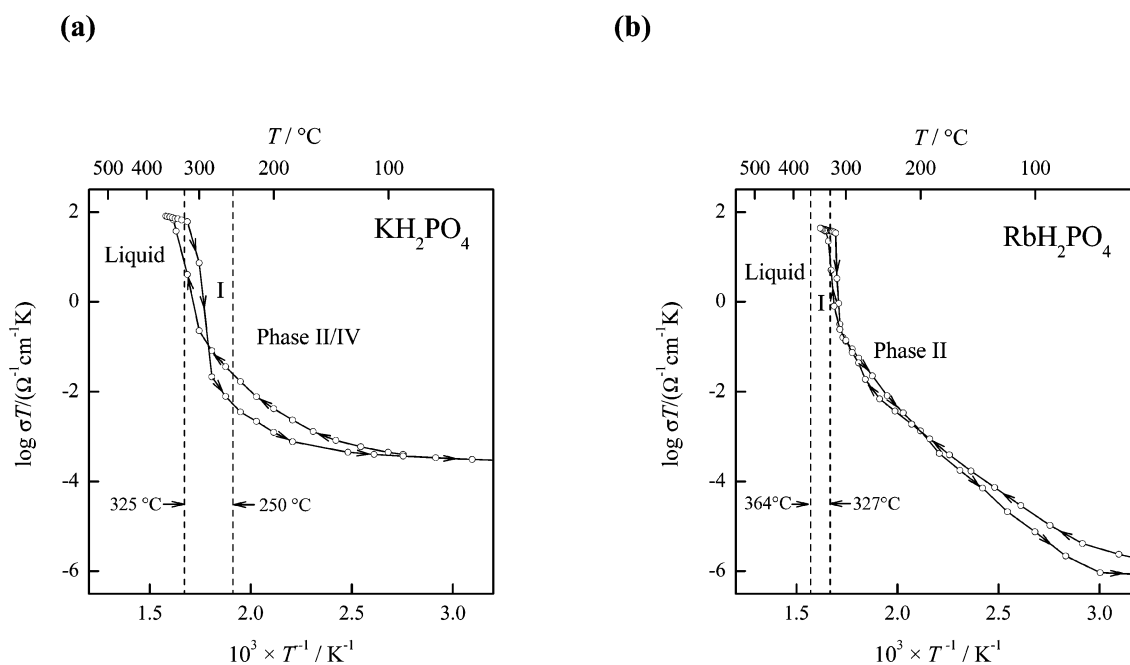 (a)
T / °C
500 400 300 200 100
2
0
-2
-4
-6
log σT/(Ω⁻¹cm⁻¹K)
KH₂PO₄
Liquid
I
Phase II/IV
325 °C
250 °C
1.5 2.0 2.5 3.0
10³ × T⁻¹ / K⁻¹
(b)
T / °C
500 400 300 200 100
2
0
-2
-4
-6
log σT/(Ω⁻¹cm⁻¹K)
RbH₂PO₄
Liquid
I
Phase II
364°C
327°C
1.5 2.0 2.5 3.0
10³ × T⁻¹ / K⁻¹